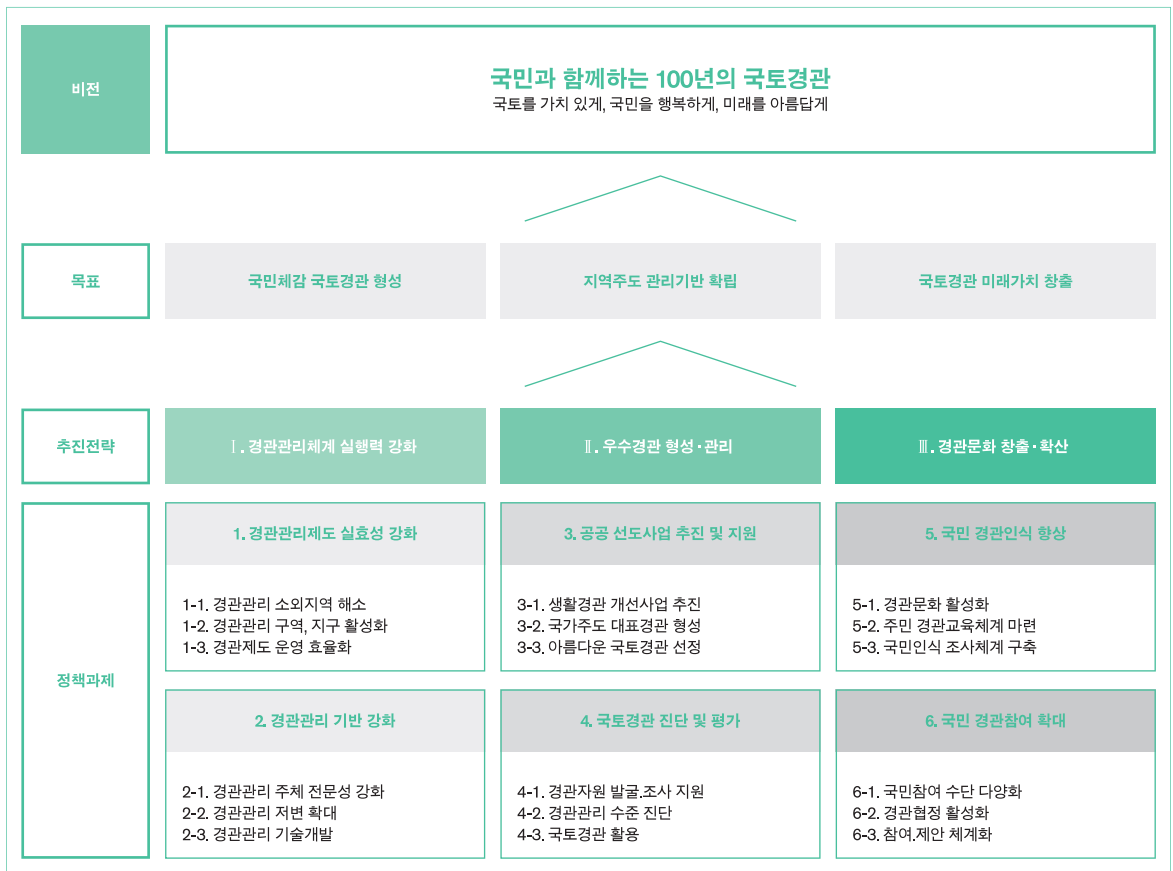 비전
국민과 함께하는 100년의 국토경관
국토를 가치 있게, 국민을 행복하게, 미래를 아름답게
목표
국민체감 국토경관 형성
지역주도 관리기반 확립
국토경관 미래가치 창출
추진전략
Ⅰ. 경관관리체계 실행력 강화
Ⅱ. 우수경관 형성·관리
Ⅲ. 경관문화 창출·확산
정책과제
1. 경관관리제도 실효성 강화
1-1. 경관관리 소외지역 해소
1-2. 경관관리 구역, 지구 활성화
1-3. 경관제도 운영 효율화
3. 공공 선도사업 추진 및 지원
3-1. 생활경관 개선사업 추진
3-2. 국가주도 대표경관 형성
3-3. 아름다운 국토경관 선정
5. 국민 경관인식 향상
5-1. 경관문화 활성화
5-2. 주민 경관교육체계 마련
5-3. 국민인식 조사체계 구축
2. 경관관리 기반 강화
2-1. 경관관리 주체 전문성 강화
2-2. 경관관리 저변 확대
2-3. 경관관리 기술개발
4. 국토경관 진단 및 평가
4-1. 경관자원 발굴.조사 지원
4-2. 경관관리 수준 진단
4-3. 국토경관 활용
6. 국민 경관참여 확대
6-1. 국민참여 수단 다양화
6-2. 경관협정 활성화
6-3. 참여.제안 체계화